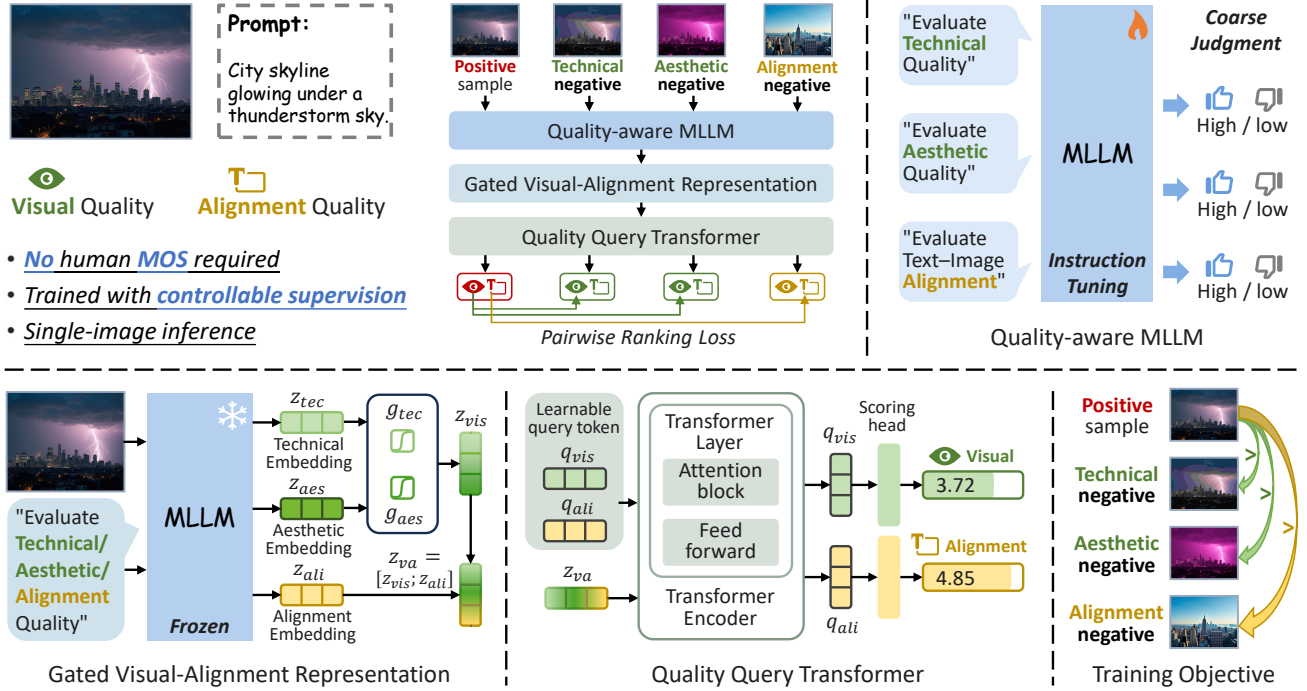 Prompt:
City skyline
glowing under a
thunderstorm sky.
Visual Quality
Alignment Quality
• No human MOS required
• Trained with controllable supervision
• Single-image inference
Positive
sample
Technical
negative
Aesthetic
negative
Alignment
negative
Quality-aware MLLM
Gated Visual-Alignment Representation
Quality Query Transformer
Pairwise Ranking Loss
"Evaluate
Technical
Quality"
"Evaluate
Aesthetic
Quality"
"Evaluate
Text–Image
Alignment"
MLLM
Instruction
Tuning
Coarse
Judgment
High / low
High / low
High / low
Quality-aware MLLM
"Evaluate
Technical/
Aesthetic/
Alignment
Quality"
MLLM
Frozen
z_tec
Technical
Embedding
z_aes
Aesthetic
Embedding
z_ali
Alignment
Embedding
g_tec
g_aes
z_vis
z_va =
[z_vis; z_ali]
Gated Visual-Alignment Representation
Learnable
query token
q_vis
q_ali
z_va
Transformer
Layer
Attention
block
Feed
forward
Transformer
Encoder
q_vis
q_ali
Scoring
head
Visual
3.72
T Alignment
4.85
Quality Query Transformer
Positive
sample
Technical
negative
Aesthetic
negative
Alignment
negative
>
>
>
Training Objective